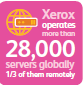 Xerox
operates
more than
28,000
servers globally
1/3 of them remotely